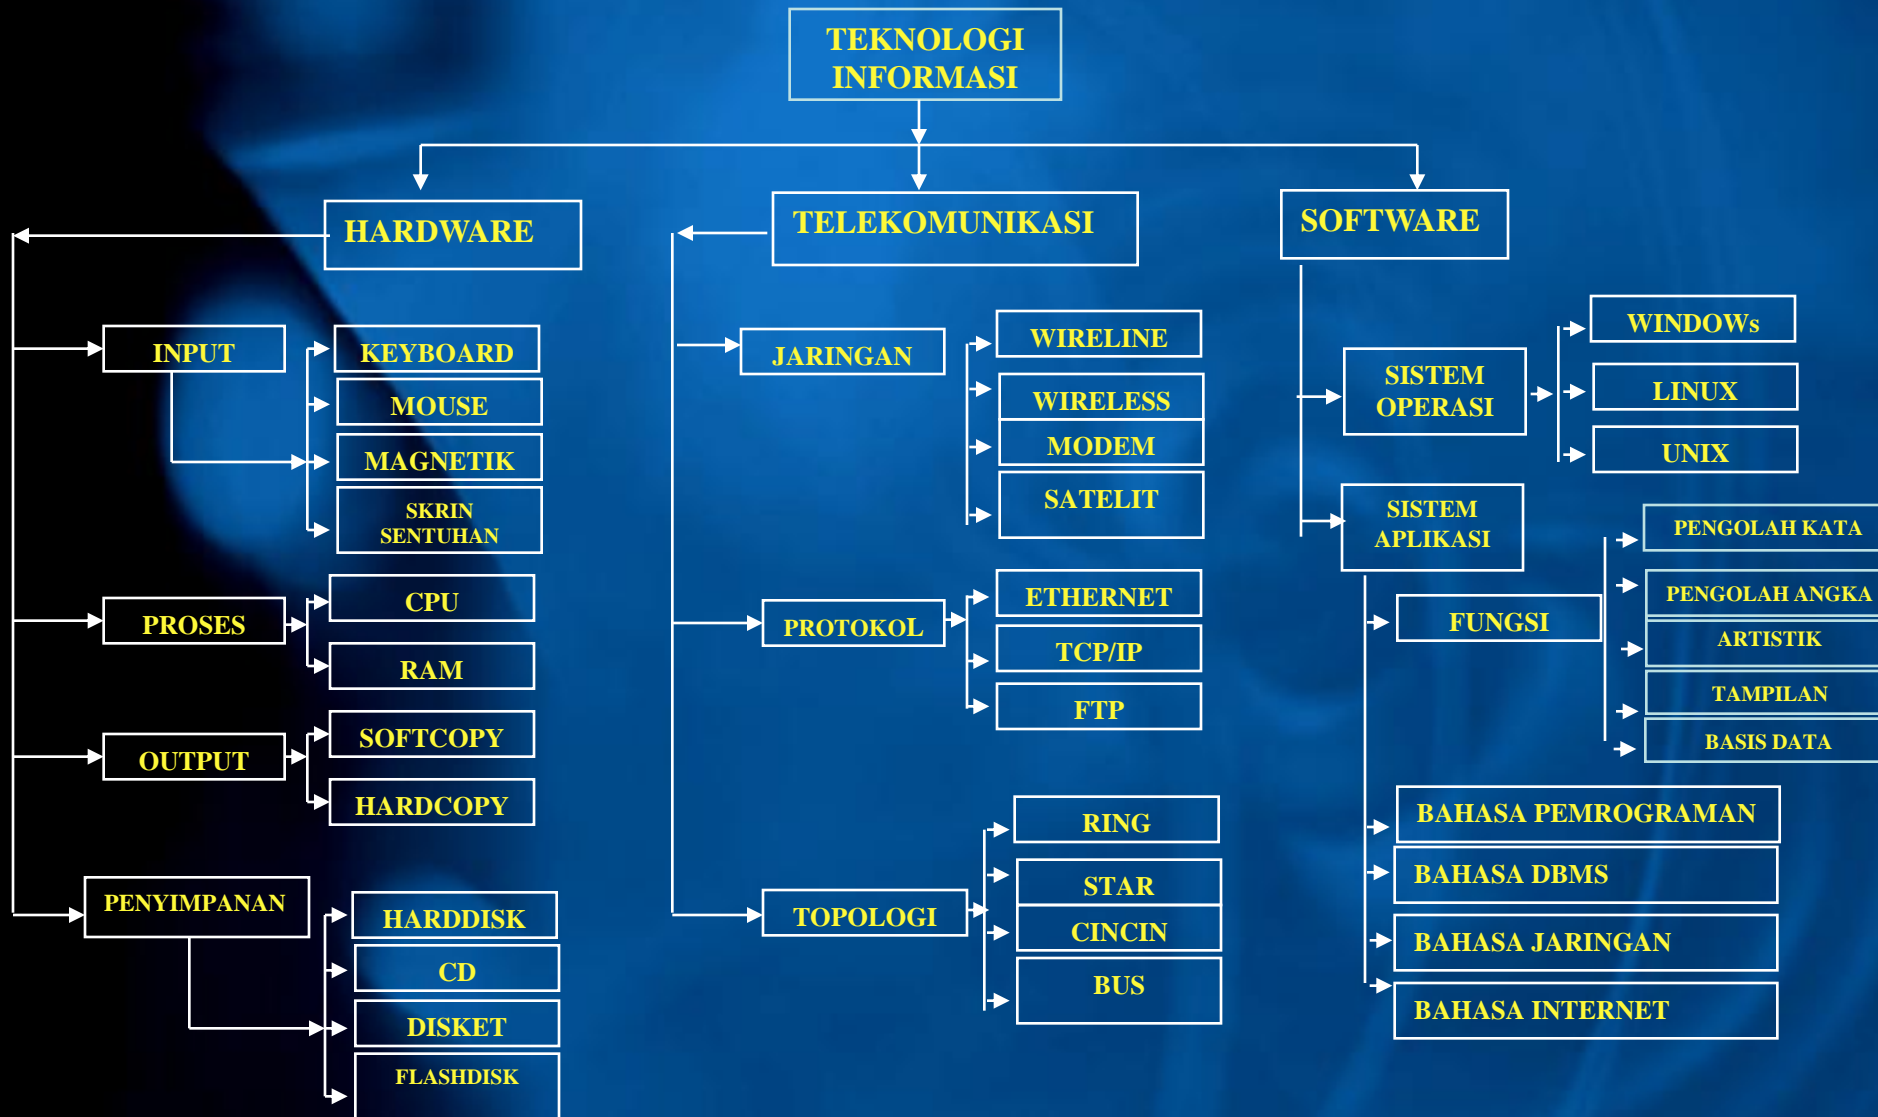 TEKNOLOGI
INFORMASI
HARDWARE
INPUT
KEYBOARD
MOUSE
MAGNETIK
SKRIN
SENTUHAN
PROSES
CPU
RAM
OUTPUT
SOFTCOPY
HARDCOPY
PENYIMPANAN
HARDDISK
CD
DISKET
FLASHDISK
TELEKOMUNIKASI
JARINGAN
WIRELINE
WIRELESS
MODEM
SATELIT
PROTOKOL
ETHERNET
TCP/IP
FTP
TOPOLOGI
RING
STAR
CINCIN
BUS
SOFTWARE
SISTEM
OPERASI
WINDOWs
LINUX
UNIX
SISTEM
APLIKASI
FUNGSI
PENGOLAH KATA
PENGOLAH ANGKA
ARTISTIK
TAMPILAN
BASIS DATA
BAHASA PEMROGRAMAN
BAHASA DBMS
BAHASA JARINGAN
BAHASA INTERNET